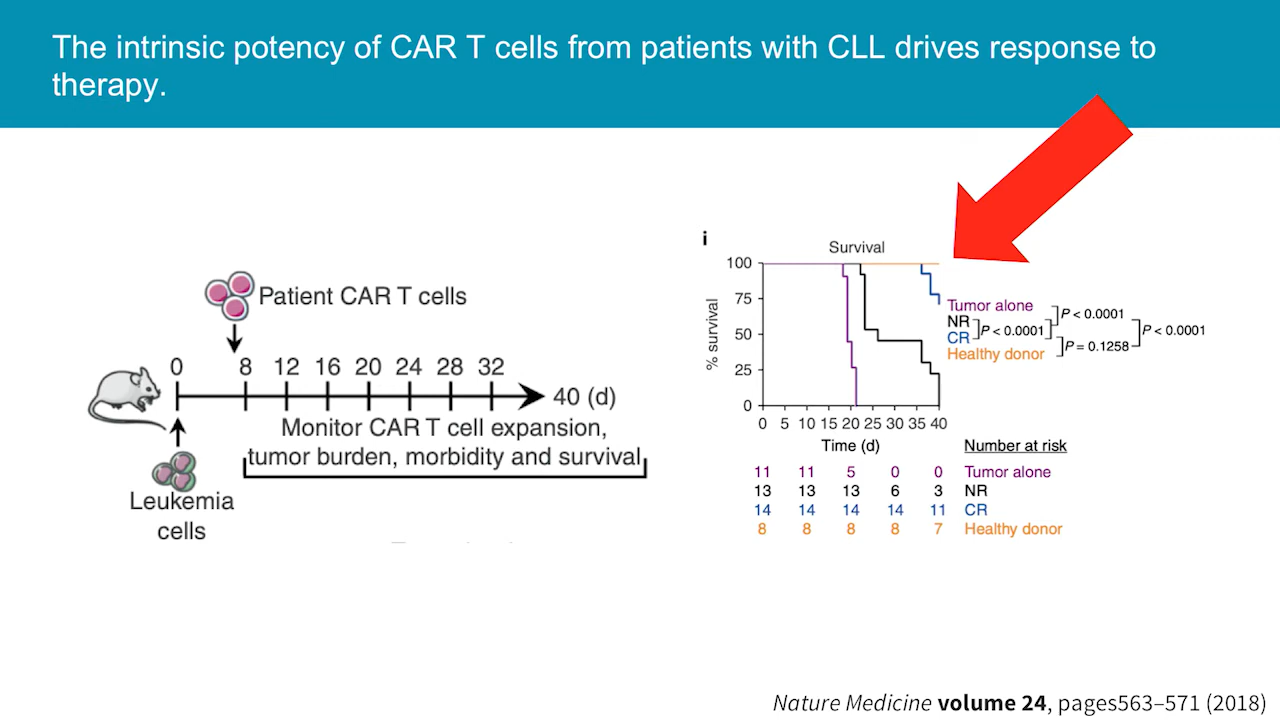 The intrinsic potency of CAR T cells from patients with CLL drives response to
therapy.
Patient CAR T cells
0 8 12 16 20 24 28 32
40 (d)
Monitor CAR T cell expansion,
tumor burden, morbidity and survival
Leukemia
cells
i
Survival
% survival
100
75
50
25
0
0 5 10 15 20 25 30 35 40
Time (d)
Tumor alone
NR
CR
Healthy donor
P < 0.0001
P < 0.0001
P = 0.1258
P < 0.0001
Number at risk
11 11 5 0 0 Tumor alone
13 13 13 6 3 NR
14 14 14 14 11 CR
8 8 8 8 7 Healthy donor
Nature Medicine volume 24, pages563–571 (2018)